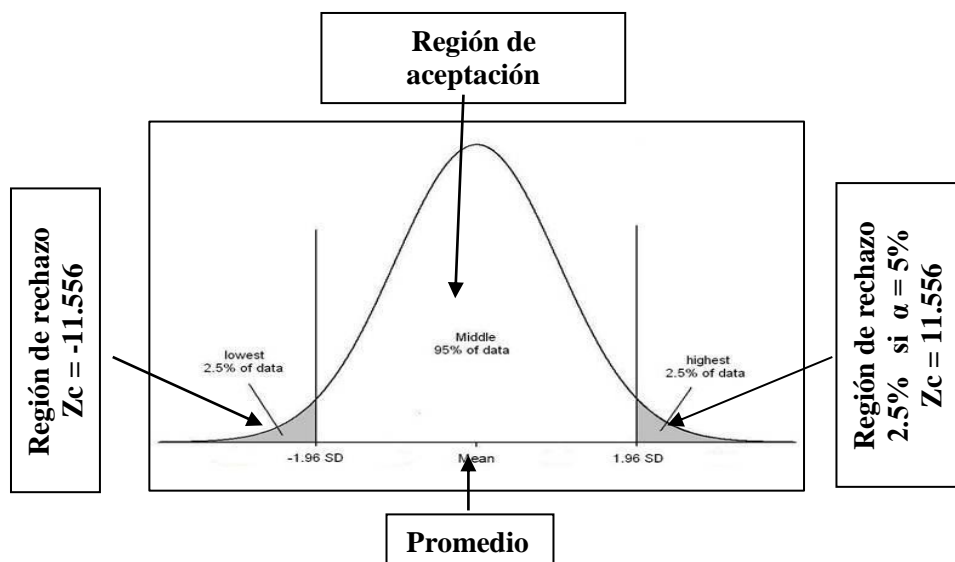 Región de
aceptación
Región de rechazo
Zc = -11.556
lowest
2.5% of data
Middle
95% of data
highest
2.5% of data
Región de rechazo
2.5% si α = 5%
Zc = 11.556
-1.96 SD
Mean
1.96 SD
Promedio